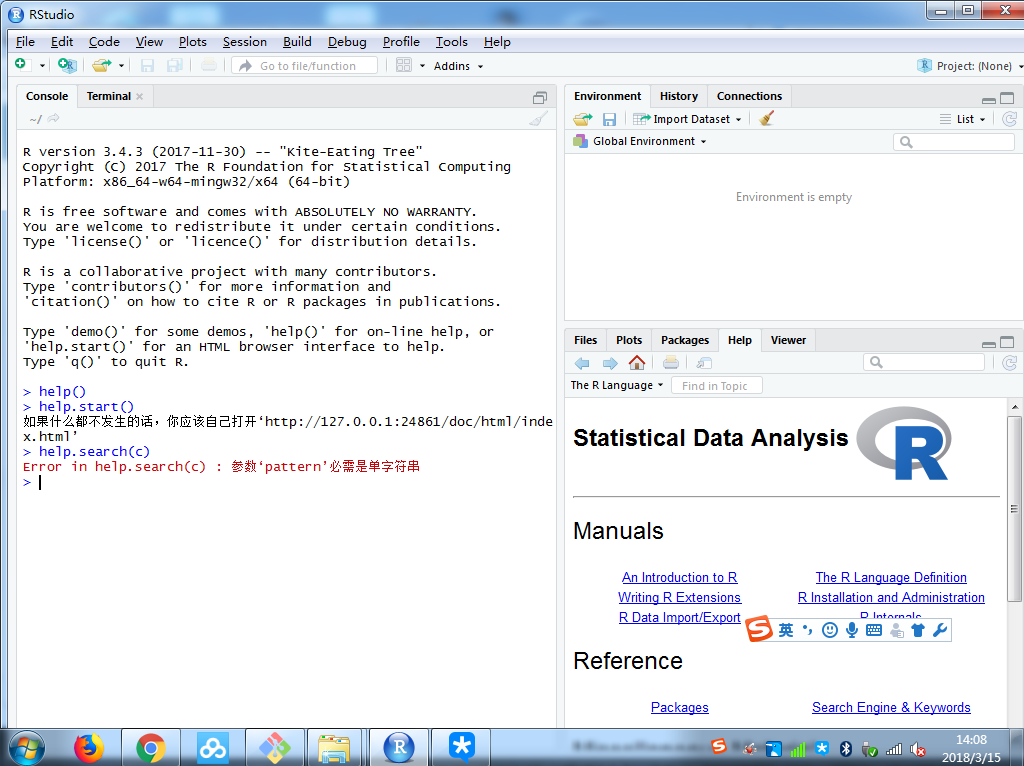 RStudio
File Edit Code View Plots Session Build Debug Profile Tools Help
Go to file/function Addins Project: (None)
Console Terminal
~/
R version 3.4.3 (2017-11-30) -- "Kite-Eating Tree"
Copyright (C) 2017 The R Foundation for Statistical Computing
Platform: x86_64-w64-mingw32/x64 (64-bit)
R is free software and comes with ABSOLUTELY NO WARRANTY.
You are welcome to redistribute it under certain conditions.
Type 'license()' or 'licence()' for distribution details.
R is a collaborative project with many contributors.
Type 'contributors()' for more information and
'citation()' on how to cite R or R packages in publications.
Type 'demo()' for some demos, 'help()' for on-line help, or
'help.start()' for an HTML browser interface to help.
Type 'q()' to quit R.
> help()
> help.start()
如果什么都不发生的话，你应该自己打开‘http://127.0.0.1:24861/doc/html/inde
x.html’
> help.search(c)
Error in help.search(c) : 参数‘pattern’必需是单字符串
>
Environment History Connections
Import Dataset List
Global Environment
Environment is empty
Files Plots Packages Help Viewer
The R Language Find in Topic
Statistical Data Analysis R
Manuals
An Introduction to R The R Language Definition
Writing R Extensions R Installation and Administration
R Data Import/Export R Internals
英
Reference
Packages Search Engine & Keywords
14:08
2018/3/15